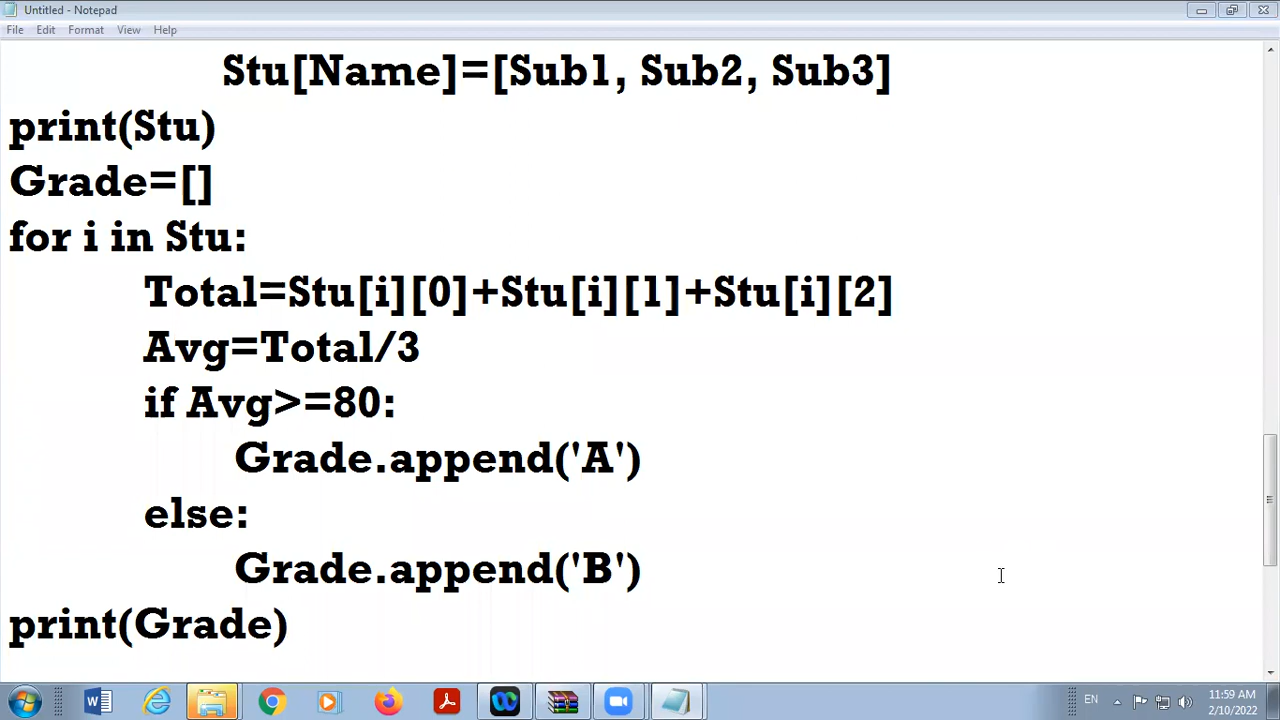 Untitled - Notepad
File Edit Format View Help
Stu[Name]=[Sub1, Sub2, Sub3]
print(Stu)
Grade=[]
for i in Stu:
Total=Stu[i][0]+Stu[i][1]+Stu[i][2]
Avg=Total/3
if Avg>=80:
Grade.append('A')
else:
Grade.append('B')
print(Grade)
EN
11:59 AM
2/10/2022